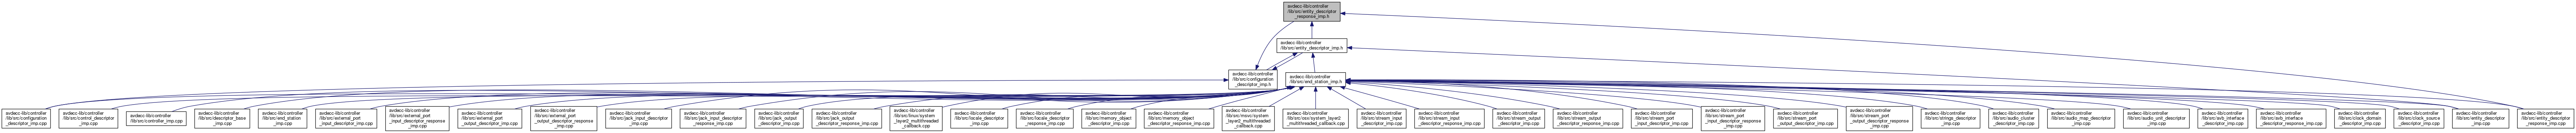 avdecc-lib/controller
/lib/src/entity_descriptor
_response_imp.h
avdecc-lib/controller
/lib/src/entity_descriptor_imp.h
avdecc-lib/controller
/lib/src/configuration
_descriptor_imp.h
avdecc-lib/controller
/lib/src/end_station_imp.h
avdecc-lib/controller
/lib/src/configuration
_descriptor_imp.cpp
avdecc-lib/controller
/lib/src/control_descriptor
_imp.cpp
avdecc-lib/controller
/lib/src/controller_imp.cpp
avdecc-lib/controller
/lib/src/descriptor_base
_imp.cpp
avdecc-lib/controller
/lib/src/end_station
_imp.cpp
avdecc-lib/controller
/lib/src/external_port
_input_descriptor_imp.cpp
avdecc-lib/controller
/lib/src/external_port
_input_descriptor_response
_imp.cpp
avdecc-lib/controller
/lib/src/external_port
_output_descriptor_imp.cpp
avdecc-lib/controller
/lib/src/external_port
_output_descriptor_response
_imp.cpp
avdecc-lib/controller
/lib/src/jack_input_descriptor
_imp.cpp
avdecc-lib/controller
/lib/src/jack_input_descriptor
_response_imp.cpp
avdecc-lib/controller
/lib/src/jack_output
_descriptor_imp.cpp
avdecc-lib/controller
/lib/src/jack_output
_descriptor_response_imp.cpp
avdecc-lib/controller
/lib/src/linux/system
_layer2_multithreaded
_callback.cpp
avdecc-lib/controller
/lib/src/locale_descriptor
_imp.cpp
avdecc-lib/controller
/lib/src/locale_descriptor
_response_imp.cpp
avdecc-lib/controller
/lib/src/memory_object
_descriptor_imp.cpp
avdecc-lib/controller
/lib/src/memory_object
_descriptor_response_imp.cpp
avdecc-lib/controller
/lib/src/msvc/system
_layer2_multithreaded
_callback.cpp
avdecc-lib/controller
/lib/src/osx/system_layer2
_multithreaded_callback.cpp
avdecc-lib/controller
/lib/src/stream_input
_descriptor_imp.cpp
avdecc-lib/controller
/lib/src/stream_input
_descriptor_response_imp.cpp
avdecc-lib/controller
/lib/src/stream_output
_descriptor_imp.cpp
avdecc-lib/controller
/lib/src/stream_output
_descriptor_response_imp.cpp
avdecc-lib/controller
/lib/src/stream_port
_input_descriptor_imp.cpp
avdecc-lib/controller
/lib/src/stream_port
_input_descriptor_response
_imp.cpp
avdecc-lib/controller
/lib/src/stream_port
_output_descriptor_imp.cpp
avdecc-lib/controller
/lib/src/stream_port
_output_descriptor_response
_imp.cpp
avdecc-lib/controller
/lib/src/strings_descriptor
_imp.cpp
avdecc-lib/controller
/lib/src/audio_cluster
_descriptor_imp.cpp
avdecc-lib/controller
/lib/src/audio_map_descriptor
_imp.cpp
avdecc-lib/controller
/lib/src/audio_unit_descriptor
_imp.cpp
avdecc-lib/controller
/lib/src/avb_interface
_descriptor_imp.cpp
avdecc-lib/controller
/lib/src/avb_interface
_descriptor_response_imp.cpp
avdecc-lib/controller
/lib/src/clock_domain
_descriptor_imp.cpp
avdecc-lib/controller
/lib/src/clock_source
_descriptor_imp.cpp
avdecc-lib/controller
/lib/src/entity_descriptor
_imp.cpp
avdecc-lib/controller
/lib/src/entity_descriptor
_response_imp.cpp